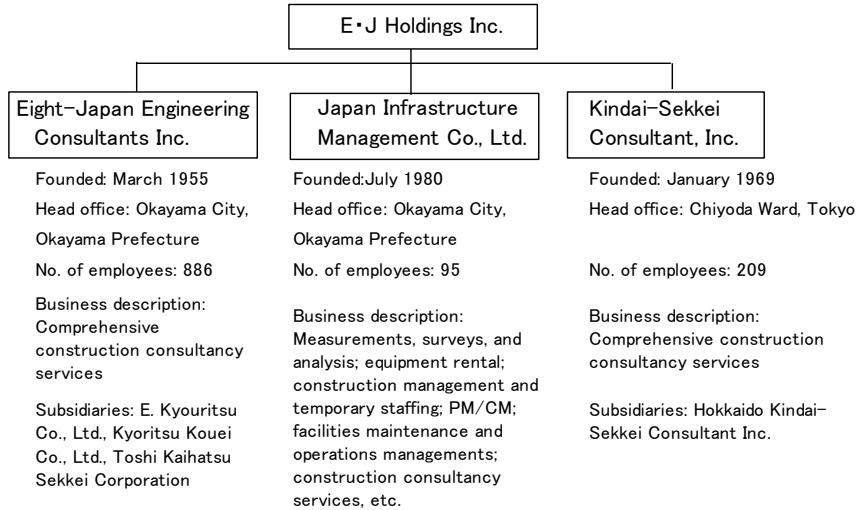 E・J Holdings Inc.
Eight-Japan Engineering
Consultants Inc.
Founded: March 1955
Head office: Okayama City,
Okayama Prefecture
No. of employees: 886
Business description:
Comprehensive
construction consultancy
services
Subsidiaries: E. Kyouritsu
Co., Ltd., Kyoritsu Kouei
Co., Ltd., Toshi Kaihatsu
Sekkei Corporation
Japan Infrastructure
Management Co., Ltd.
Founded:July 1980
Head office: Okayama City,
Okayama Prefecture
No. of employees: 95
Business description:
Measurements, surveys, and
analysis; equipment rental;
construction management and
temporary staffing; PM/CM;
facilities maintenance and
operations managements;
construction consultancy
services, etc.
Kindai-Sekkei
Consultant, Inc.
Founded: January 1969
Head office: Chiyoda Ward, Tokyo
No. of employees: 209
Business description:
Comprehensive construction
consultancy services
Subsidiaries: Hokkaido Kindai-
Sekkei Consultant Inc.